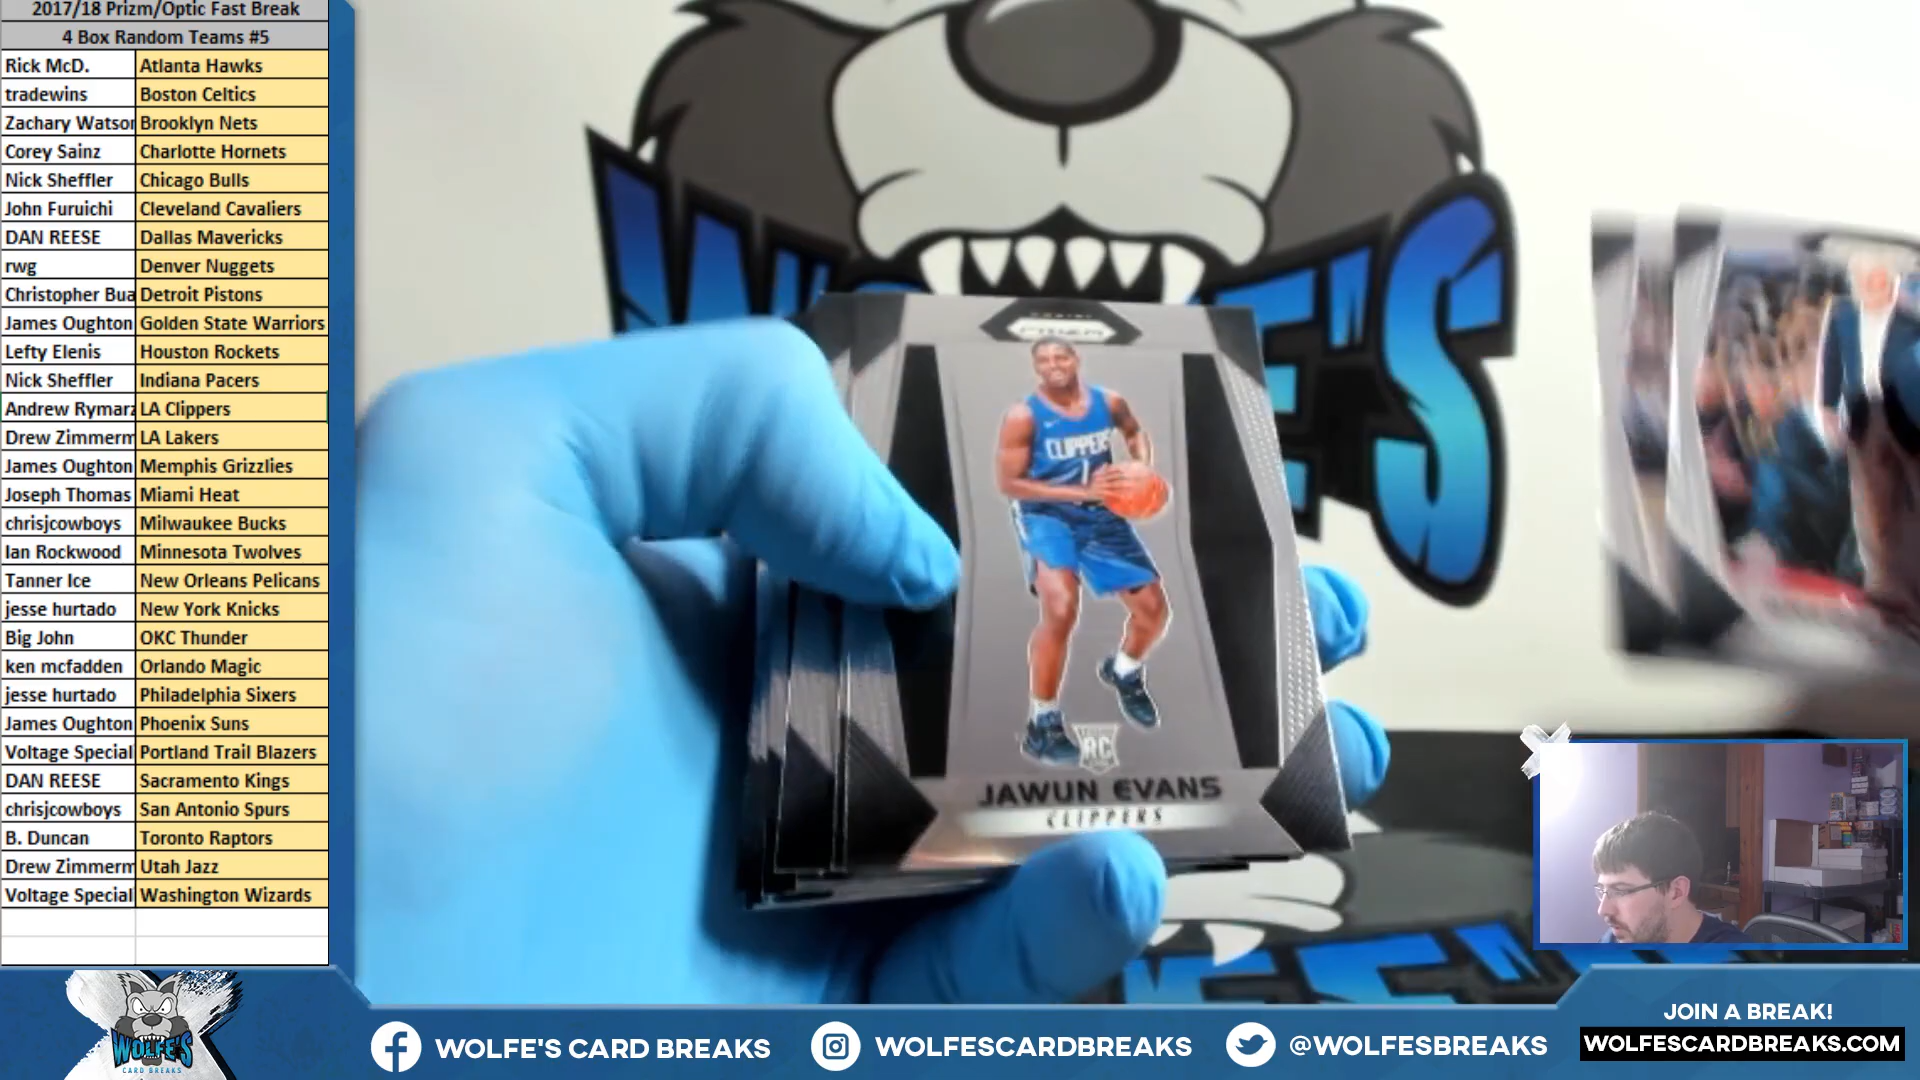 2017/18 Prizm/Optic Fast Break
4 Box Random Teams #5
Rick McD. Atlanta Hawks
tradewins Boston Celtics
Zachary Watson Brooklyn Nets
Corey Sainz Charlotte Hornets
Nick Sheffler Chicago Bulls
John Furuichi Cleveland Cavaliers
DAN REESE Dallas Mavericks
rwg Denver Nuggets
Christopher Bua Detroit Pistons
James Oughton Golden State Warriors
Lefty Elenis Houston Rockets
Nick Sheffler Indiana Pacers
Andrew Rymarz LA Clippers
Drew Zimmerm LA Lakers
James Oughton Memphis Grizzlies
Joseph Thomas Miami Heat
chrisjcowboys Milwaukee Bucks
Ian Rockwood Minnesota Twolves
Tanner Ice New Orleans Pelicans
jesse hurtado New York Knicks
Big John OKC Thunder
ken mcfadden Orlando Magic
jesse hurtado Philadelphia Sixers
James Oughton Phoenix Suns
Voltage Special Portland Trail Blazers
DAN REESE Sacramento Kings
chrisjcowboys San Antonio Spurs
B. Duncan Toronto Raptors
Drew Zimmerm Utah Jazz
Voltage Special Washington Wizards
PRIZM
CLIPPERS
1
RC
JAWUN EVANS
CLIPPERS
WOLFE'S
CARD BREAKS
WOLFE'S CARD BREAKS
WOLFESCARDBREAKS
@WOLFESBREAKS
JOIN A BREAK!
WOLFESCARDBREAKS.COM